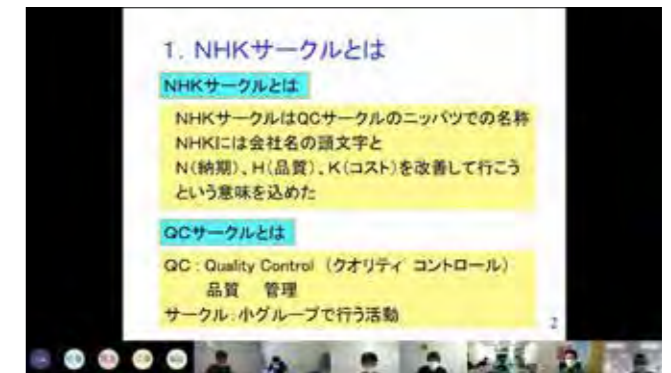 1. NHKサークルとは
NHKサークルとは
NHKサークルはQCサークルのニッパツでの名称
NHKには会社名の頭文字と
N(納期)、H(品質)、K(コスト)を改善して行こう
という意味を込めた
QCサークルとは
QC：Quality Control （クオリティ コントロール）
品質　管理
サークル：小グループで行う活動
2